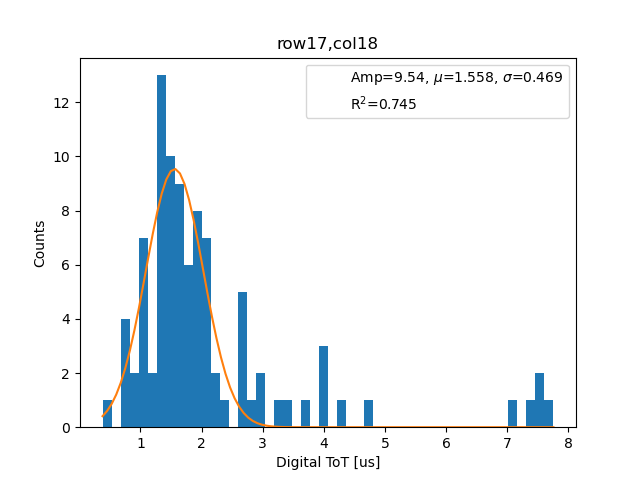 row17,col18
Amp=9.54, μ=1.558, σ=0.469
R²=0.745
12
10
8
6
4
2
0
Counts
1 2 3 4 5 6 7 8
Digital ToT [us]